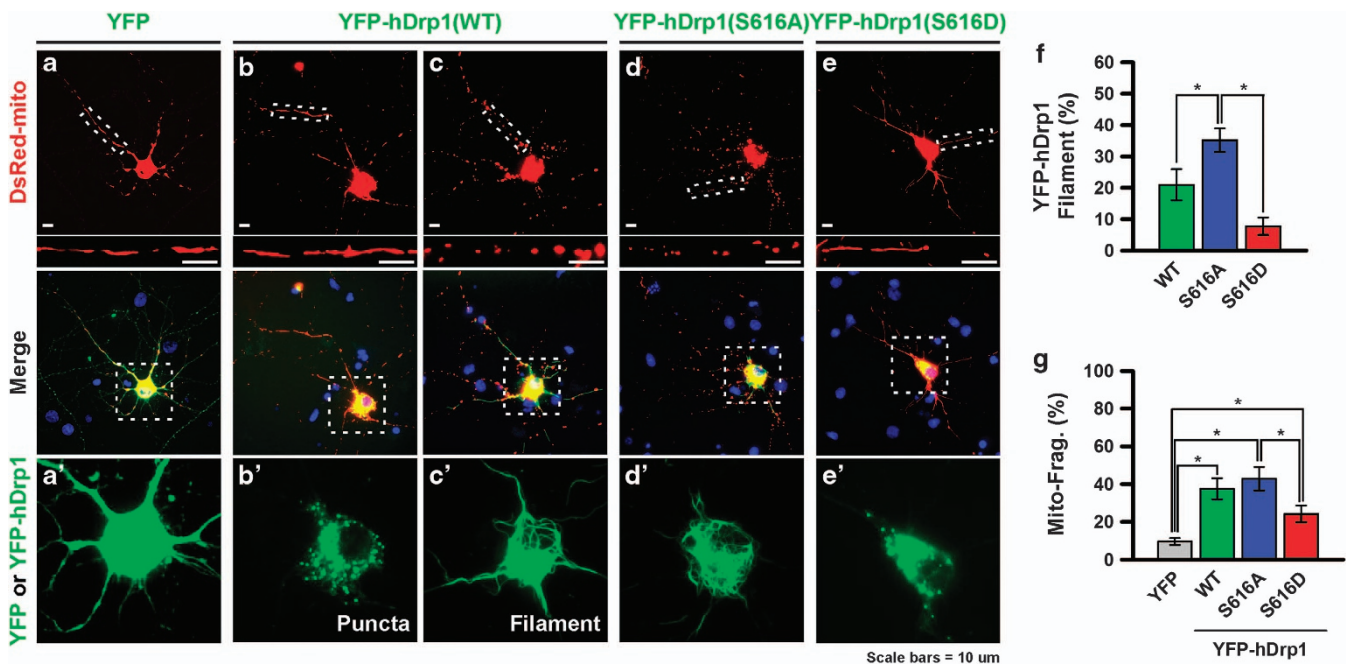 YFP
YFP-hDrp1(WT)
YFP-hDrp1(S616A)
YFP-hDrp1(S616D)
DsRed-mito
a
b
c
d
e
Merge
YFP or YFP-hDrp1
a’
b’
Puncta
c’
Filament
d’
e’
Scale bars = 10 um
f
YFP-hDrp1
Filament (%)
60
50
40
30
20
10
0
*
*
WT
S616A
S616D
g
Mito-Frag. (%)
100
80
60
40
20
0
*
*
*
*
YFP
WT
S616A
S616D
YFP-hDrp1